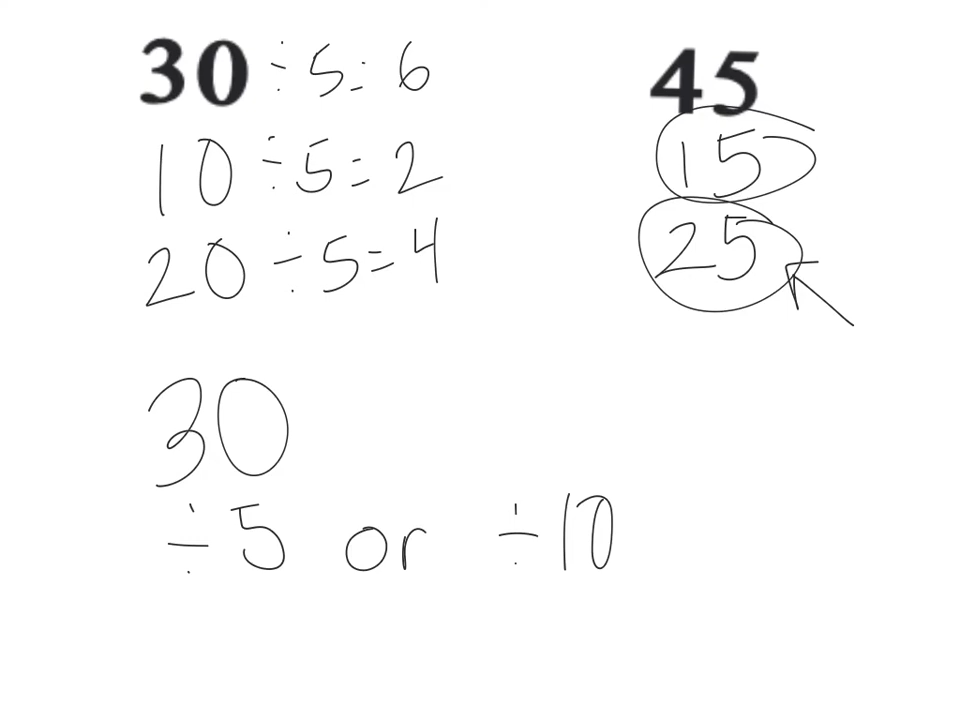 30 ÷ 5 = 6
10 ÷ 5 = 2
20 ÷ 5 = 4
45
15
25
30
÷ 5 or ÷ 10